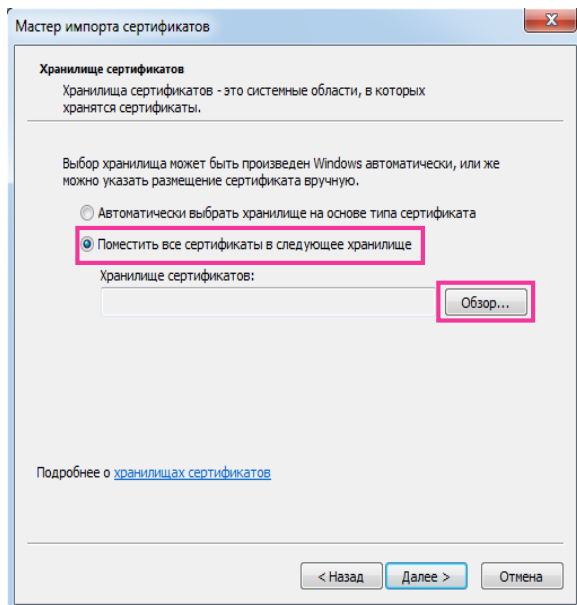 Мастер импорта сертификатов
Хранилище сертификатов
Хранилища сертификатов - это системные области, в которых
хранятся сертификаты.
Выбор хранилища может быть произведен Windows автоматически, или же
можно указать размещение сертификата вручную.
Автоматически выбрать хранилище на основе типа сертификата
Поместить все сертификаты в следующее хранилище
Хранилище сертификатов:
Обзор...
Подробнее о хранилищах сертификатов
< Назад Далее > Отмена